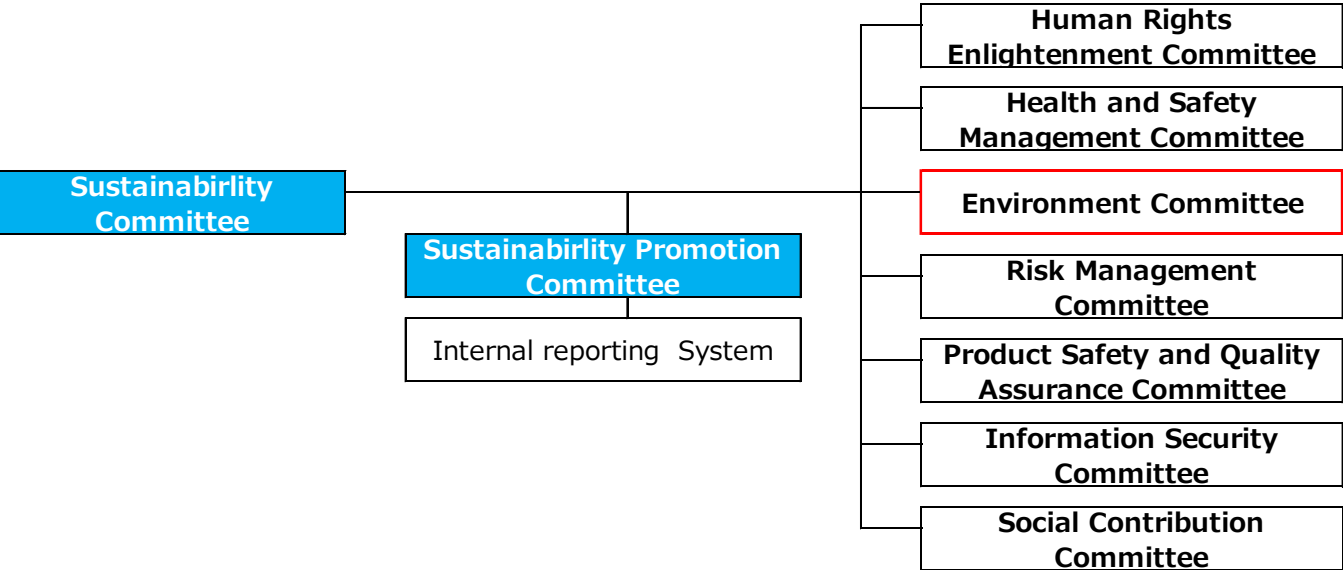 Sustainabirlity
Committee
Sustainabirlity Promotion
Committee
Internal reporting  System
Human Rights
Enlightenment Committee
Health and Safety
Management Committee
Environment Committee
Risk Management
Committee
Product Safety and Quality
Assurance Committee
Information Security
Committee
Social Contribution
Committee